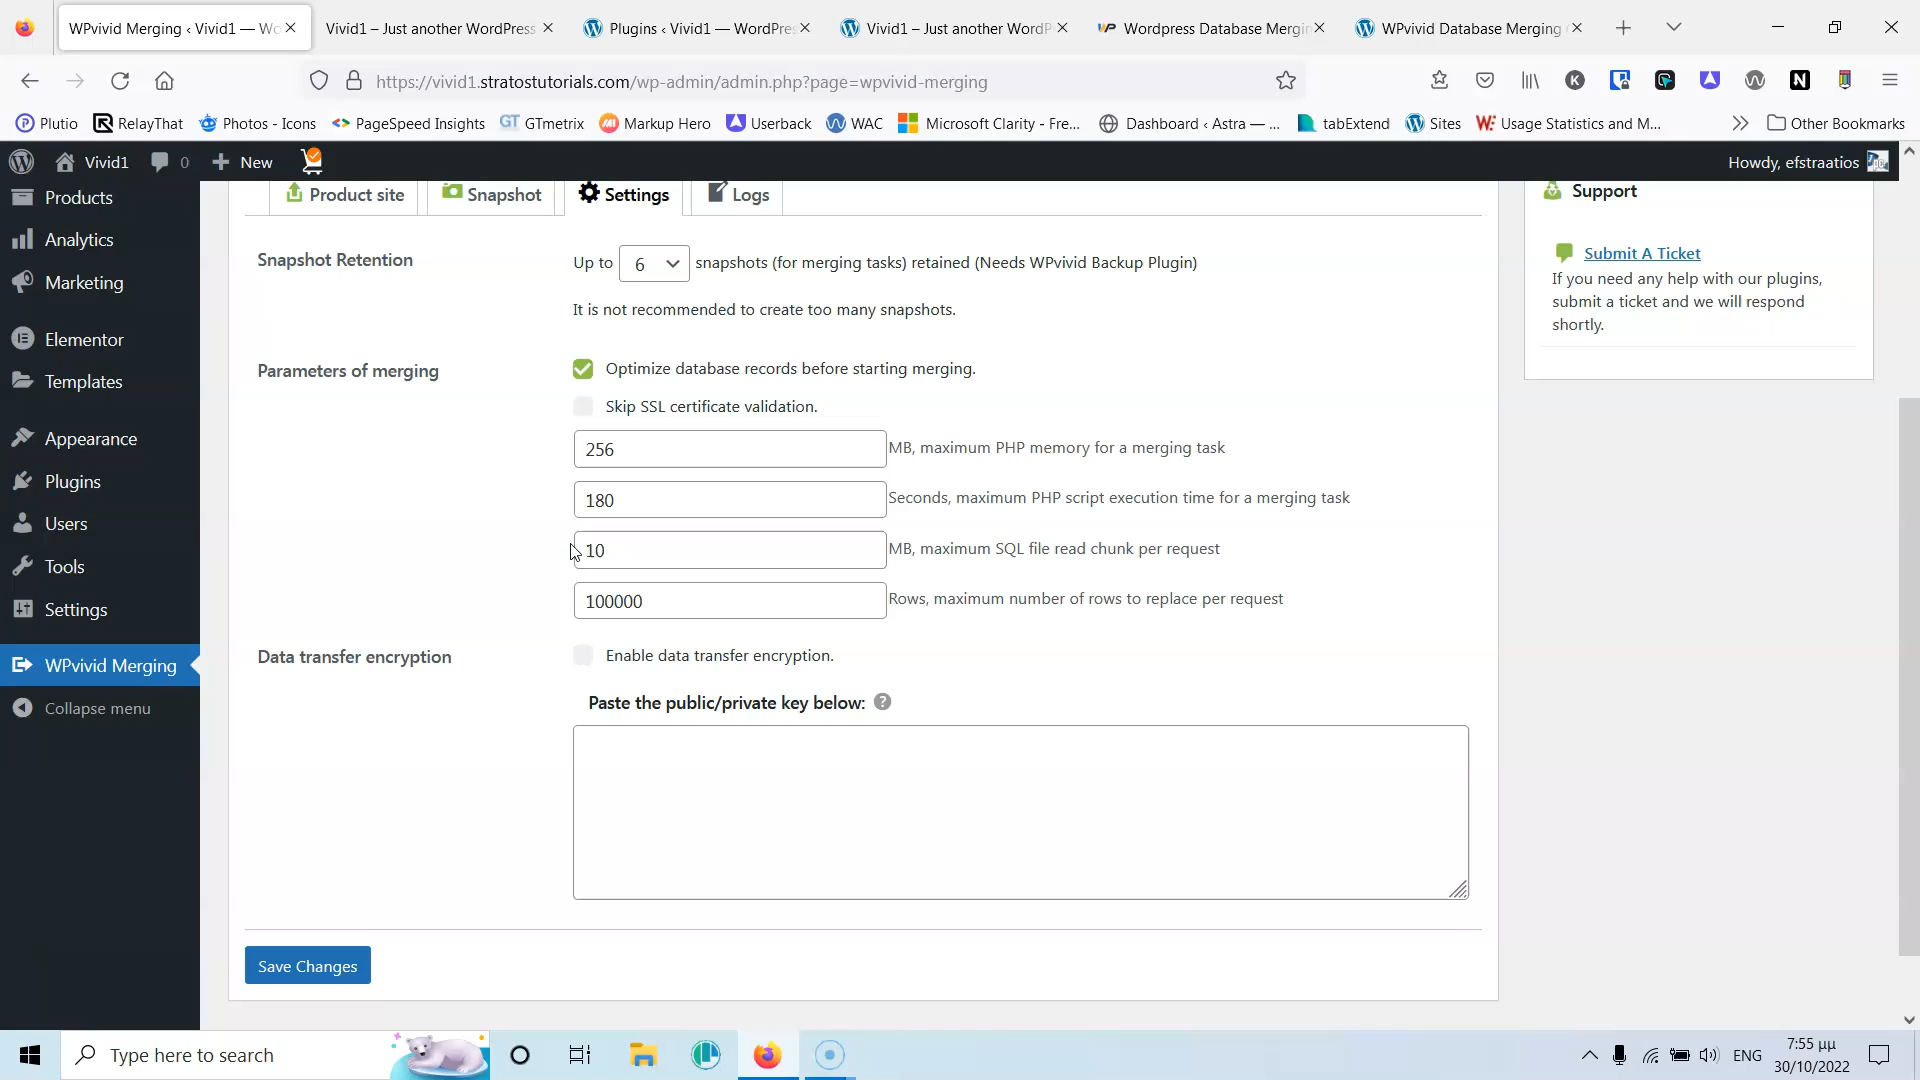 WPvivid Merging ‹ Vivid1 — Wo
Vivid1 – Just another WordPress
Plugins ‹ Vivid1 — WordPres
Vivid1 – Just another WordP
Wordpress Database Mergin
WPvivid Database Merging
https://vivid1.stratostutorials.com/wp-admin/admin.php?page=wpvivid-merging
Plutio
RelayThat
Photos - Icons
PageSpeed Insights
GTmetrix
Markup Hero
Userback
WAC
Microsoft Clarity - Fre...
Dashboard ‹ Astra — ...
tabExtend
Sites
Usage Statistics and M...
Other Bookmarks
Vivid1
0
New
Howdy, efstraatios
Products
Analytics
Marketing
Elementor
Templates
Appearance
Plugins
Users
Tools
Settings
WPvivid Merging
Collapse menu
Product site
Snapshot
Settings
Logs
Snapshot Retention
Up to 6 snapshots (for merging tasks) retained (Needs WPvivid Backup Plugin)
It is not recommended to create too many snapshots.
Parameters of merging
Optimize database records before starting merging.
Skip SSL certificate validation.
256 MB, maximum PHP memory for a merging task
180 Seconds, maximum PHP script execution time for a merging task
10 MB, maximum SQL file read chunk per request
100000 Rows, maximum number of rows to replace per request
Data transfer encryption
Enable data transfer encryption.
Paste the public/private key below: ?
Save Changes
Support
Submit A Ticket
If you need any help with our plugins,
submit a ticket and we will respond
shortly.
Type here to search
ENG
7:55 μμ
30/10/2022